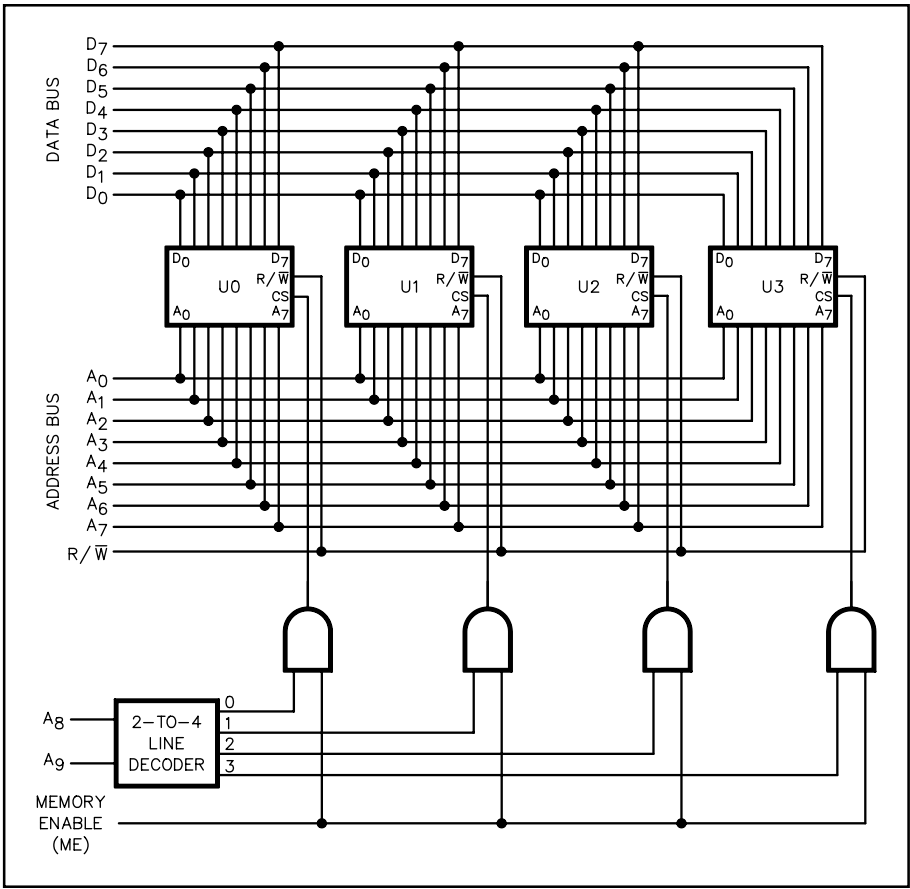 DATA BUS
D7
D6
D5
D4
D3
D2
D1
D0
D0 D7
R/W̅
U0
CS
A0 A7
D0 D7
R/W̅
U1
CS
A0 A7
D0 D7
R/W̅
U2
CS
A0 A7
D0 D7
R/W̅
U3
CS
A0 A7
ADDRESS BUS
A0
A1
A2
A3
A4
A5
A6
A7
R/W̅
A8
A9
2-TO-4
LINE
DECODER
0
1
2
3
MEMORY
ENABLE
(ME)